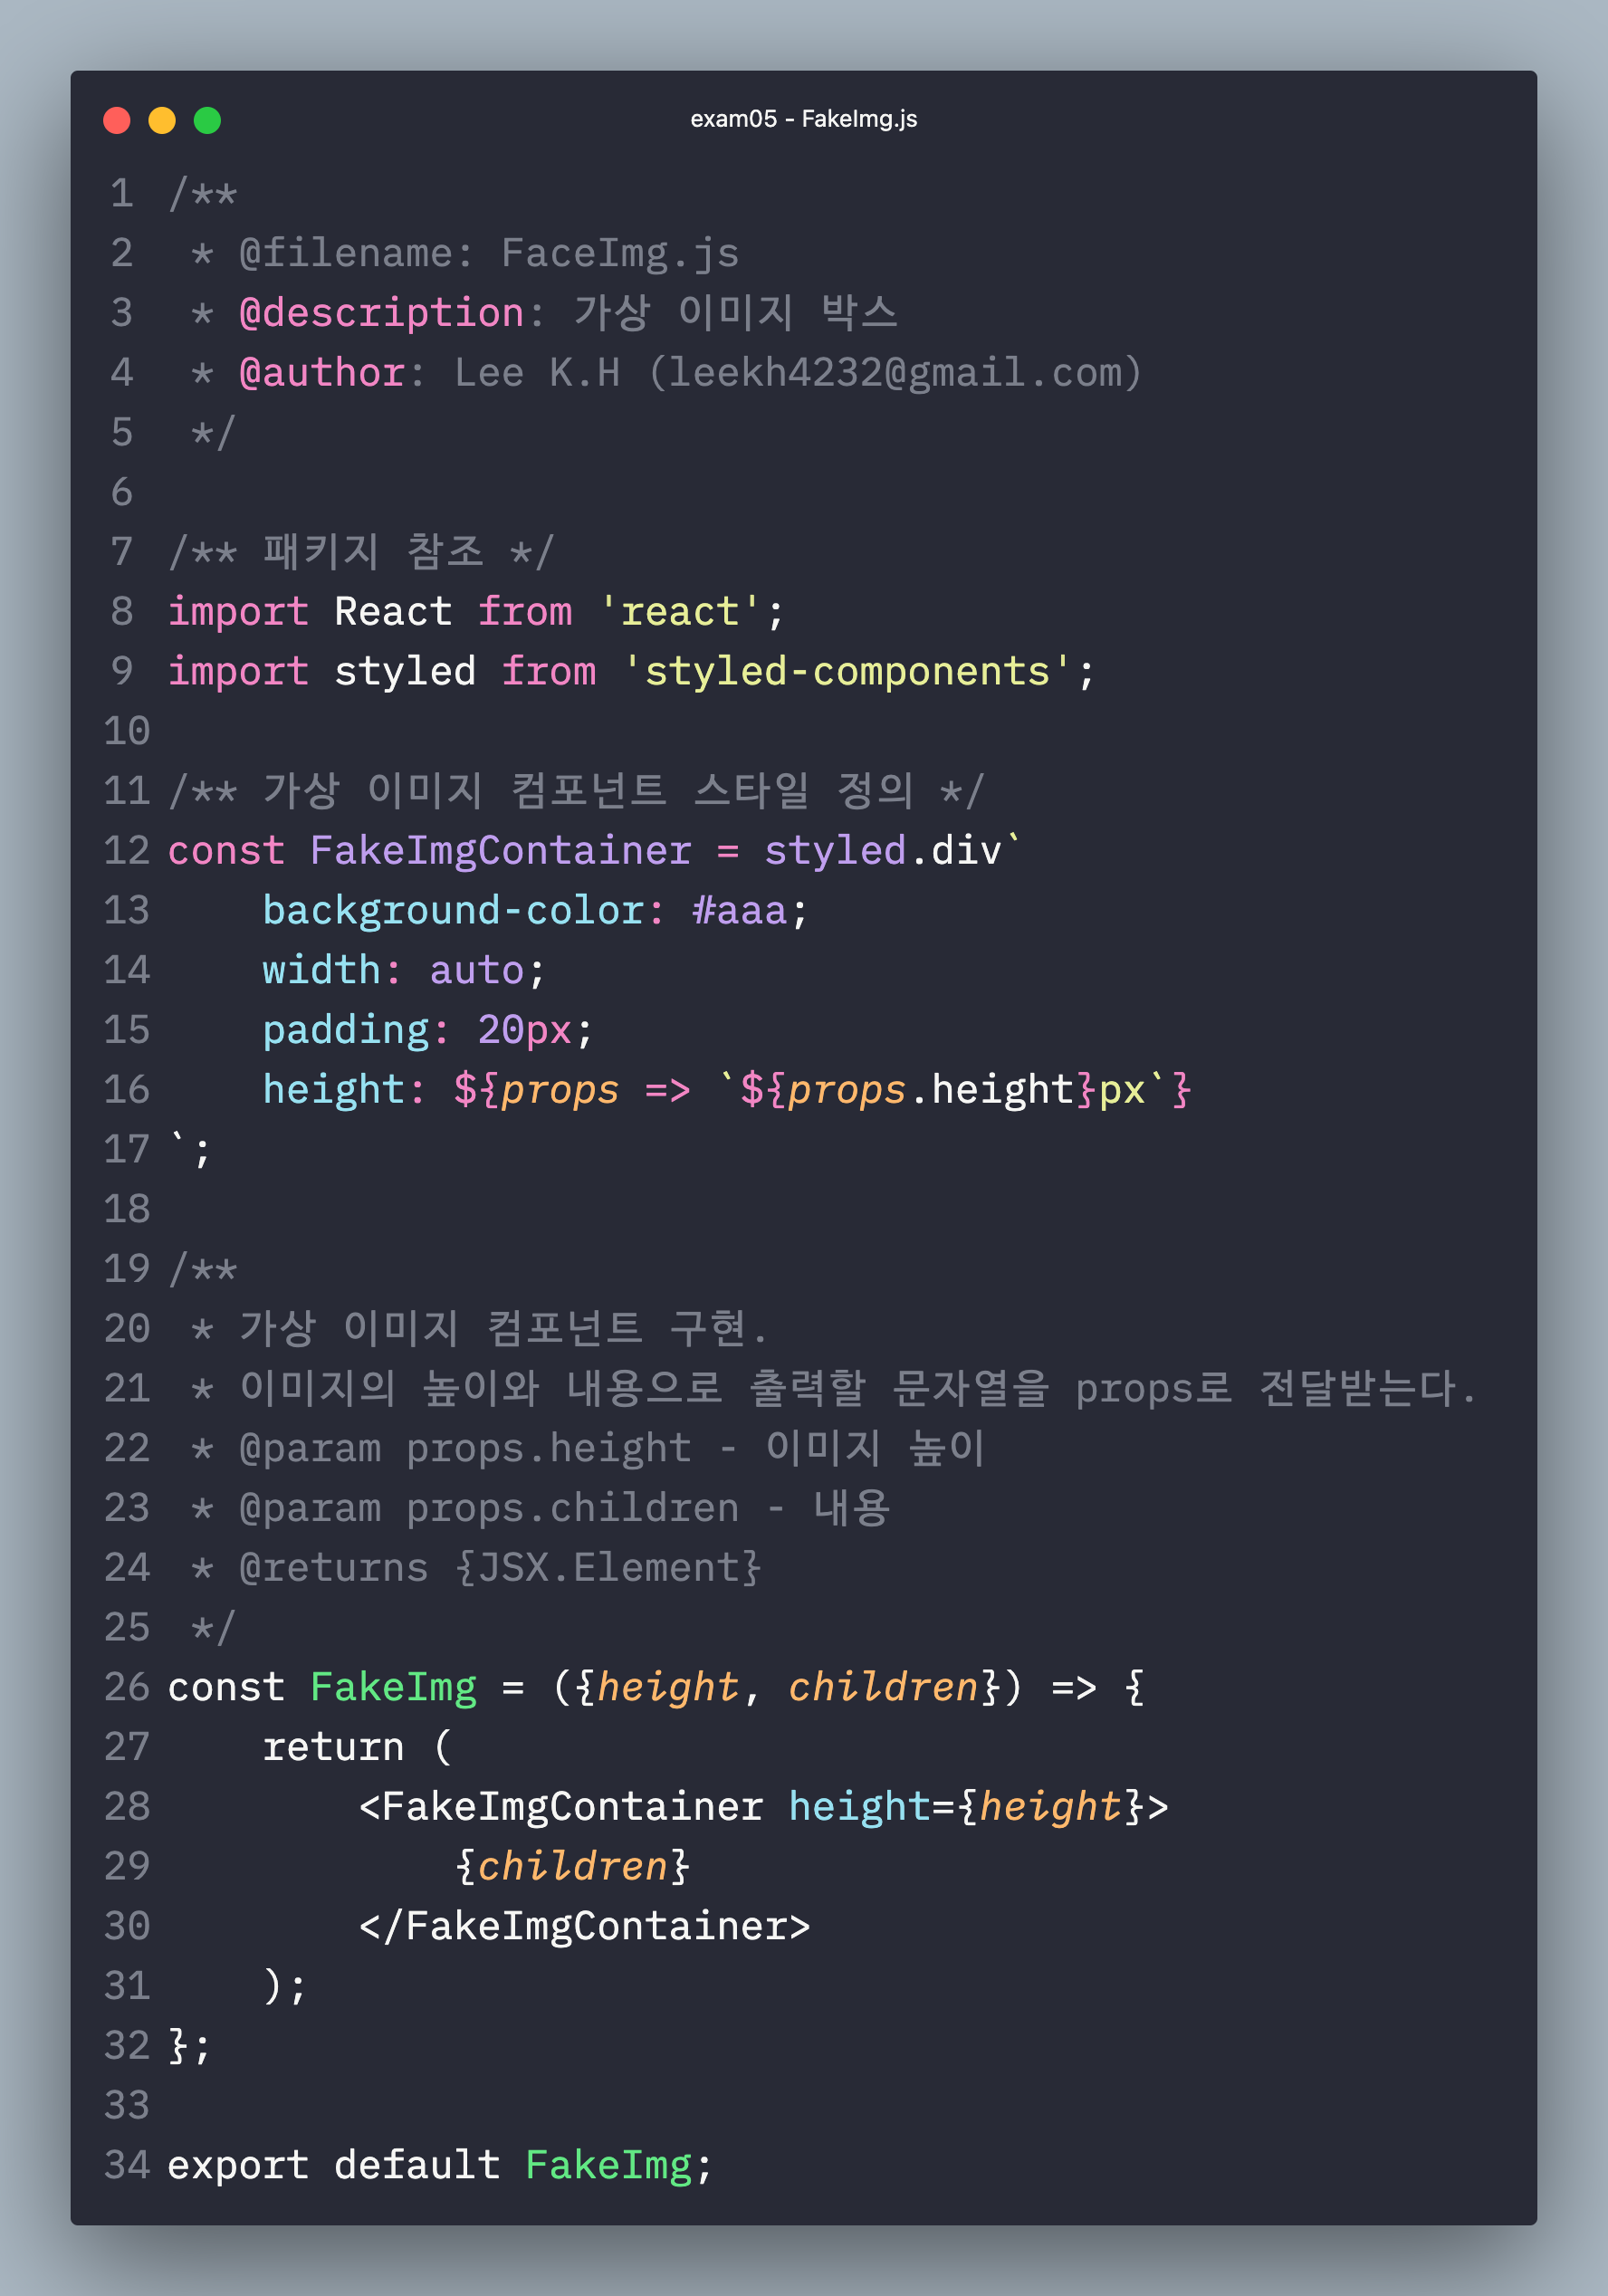 exam05 - FakeImg.js
1 /**
2  * @filename: FaceImg.js
3  * @description: 가상 이미지 박스
4  * @author: Lee K.H (leekh4232@gmail.com)
5  */
6
7 /** 패키지 참조 */
8 import React from 'react';
9 import styled from 'styled-components';
10
11 /** 가상 이미지 컴포넌트 스타일 정의 */
12 const FakeImgContainer = styled.div`
13     background-color: #aaa;
14     width: auto;
15     padding: 20px;
16     height: ${props => `${props.height}px`}
17 `;
18
19 /**
20  * 가상 이미지 컴포넌트 구현.
21  * 이미지의 높이와 내용으로 출력할 문자열을 props로 전달받는다.
22  * @param props.height - 이미지 높이
23  * @param props.children - 내용
24  * @returns {JSX.Element}
25  */
26 const FakeImg = ({height, children}) => {
27     return (
28         <FakeImgContainer height={height}>
29             {children}
30         </FakeImgContainer>
31     );
32 };
33
34 export default FakeImg;